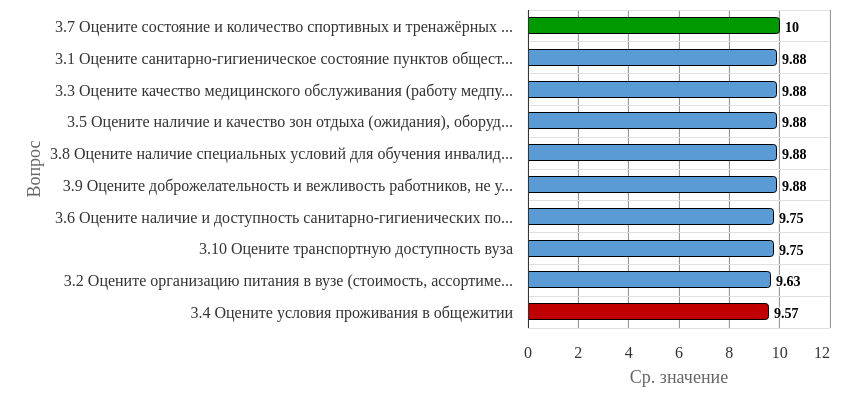 3.7 Оцените состояние и количество спортивных и тренажёрных ... 10
3.1 Оцените санитарно-гигиеническое состояние пунктов общест... 9.88
3.3 Оцените качество медицинского обслуживания (работу медпу... 9.88
3.5 Оцените наличие и качество зон отдыха (ожидания), оборуд... 9.88
3.8 Оцените наличие специальных условий для обучения инвалид... 9.88
3.9 Оцените доброжелательность и вежливость работников, не у... 9.88
3.6 Оцените наличие и доступность санитарно-гигиенических по... 9.75
3.10 Оцените транспортную доступность вуза 9.75
3.2 Оцените организацию питания в вузе (стоимость, ассортиме... 9.63
3.4 Оцените условия проживания в общежитии 9.57
Вопрос
0 2 4 6 8 10 12
Ср. значение